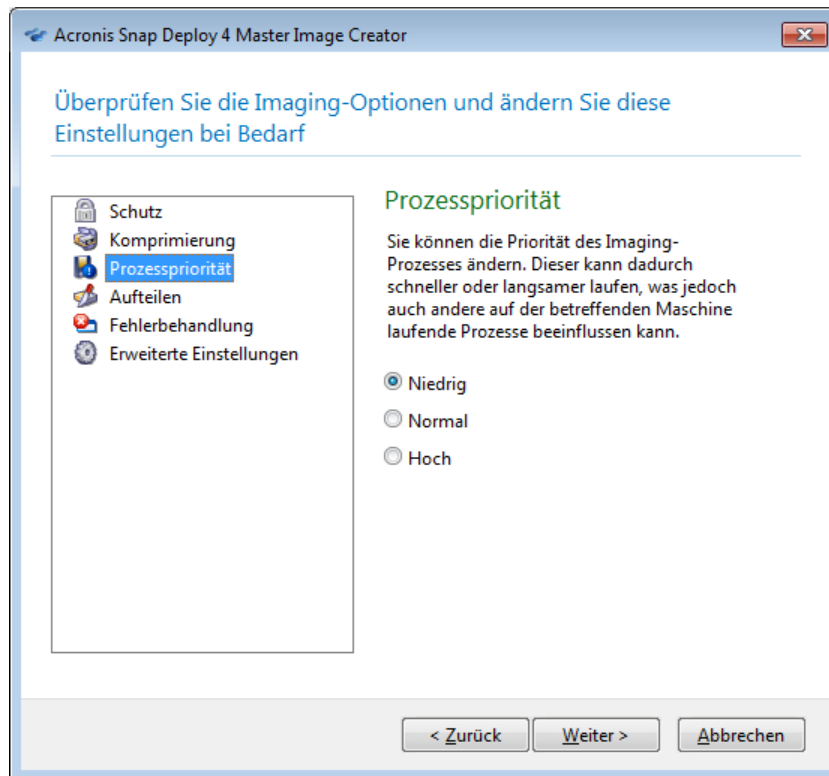 Acronis Snap Deploy 4 Master Image Creator
Überprüfen Sie die Imaging-Optionen und ändern Sie diese
Einstellungen bei Bedarf
Schutz
Komprimierung
Prozesspriorität
Aufteilen
Fehlerbehandlung
Erweiterte Einstellungen
Prozesspriorität
Sie können die Priorität des Imaging-
Prozesses ändern. Dieser kann dadurch
schneller oder langsamer laufen, was jedoch
auch andere auf der betreffenden Maschine
laufende Prozesse beeinflussen kann.
Niedrig
Normal
Hoch
< Zurück
Weiter >
Abbrechen